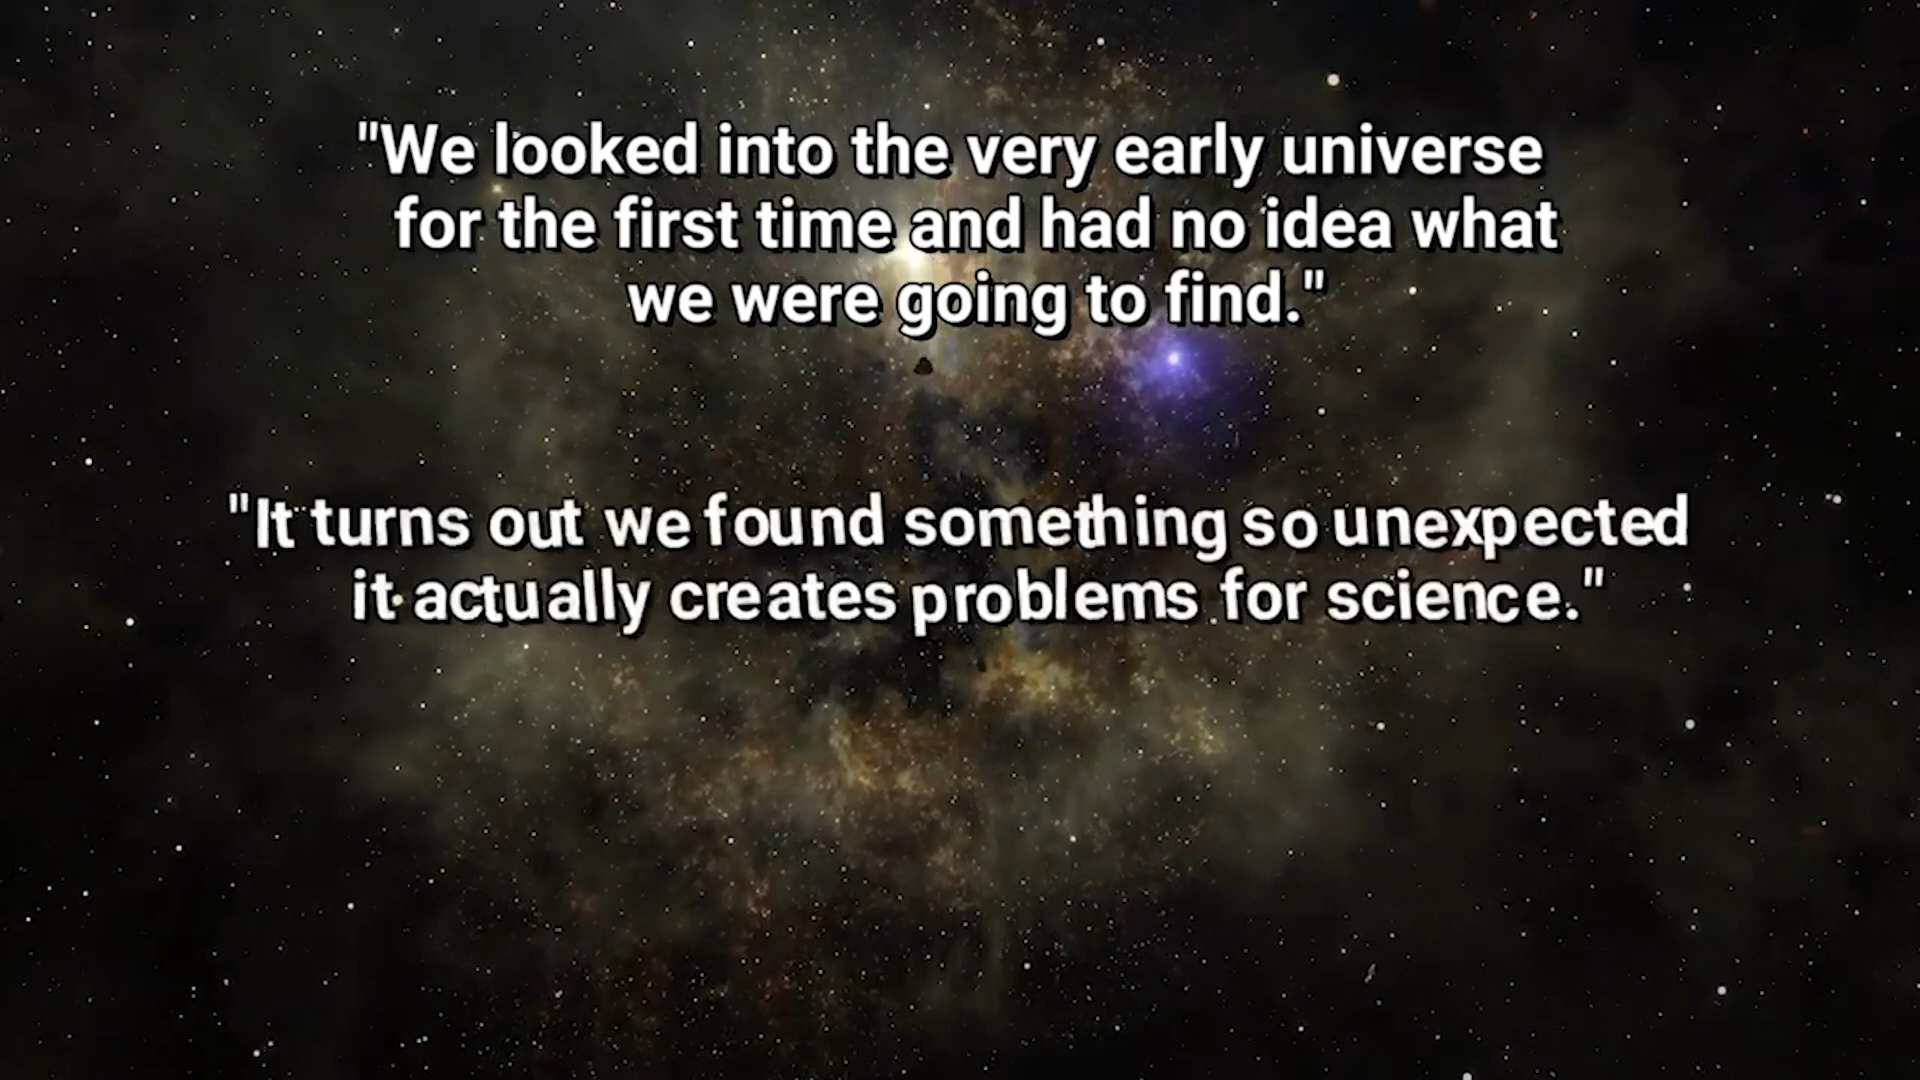 "We looked into the very early universe
for the first time and had no idea what
we were going to find."
"It turns out we found something so unexpected
it actually creates problems for science."